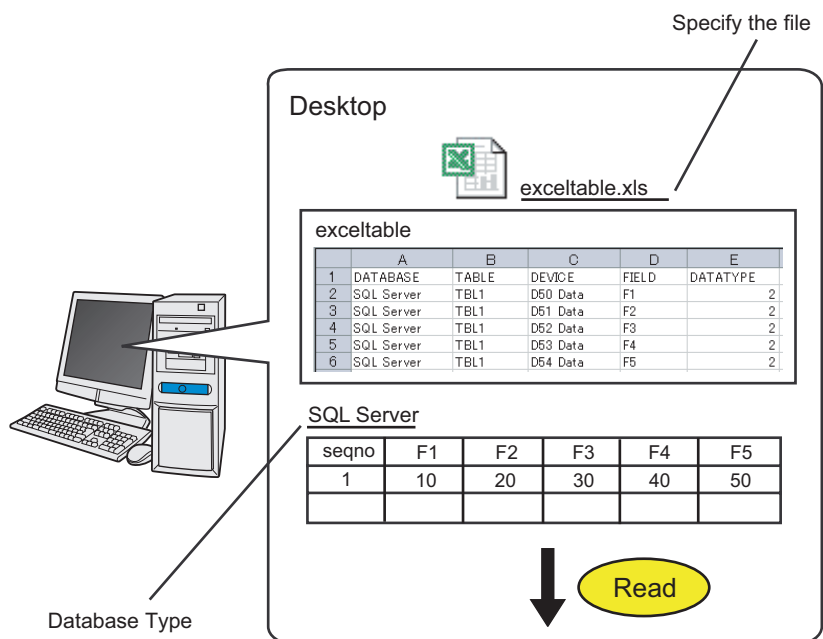 Specify the file
Desktop
exceltable.xls
exceltable
A B C D E
1 DATABASE TABLE DEVICE FIELD DATATYPE
2 SQL Server TBL1 D50 Data F1 2
3 SQL Server TBL1 D51 Data F2 2
4 SQL Server TBL1 D52 Data F3 2
5 SQL Server TBL1 D53 Data F4 2
6 SQL Server TBL1 D54 Data F5 2
SQL Server
seqno F1 F2 F3 F4 F5
1 10 20 30 40 50
Read
Database Type